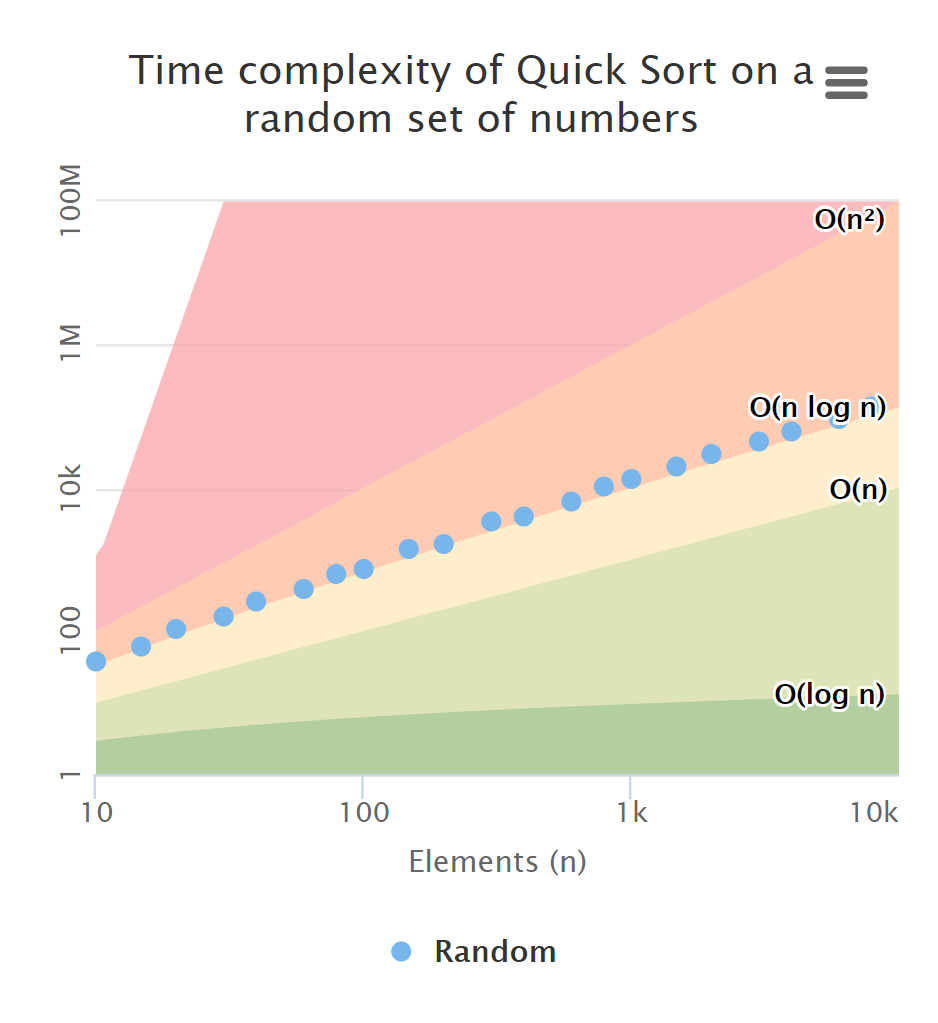 Time complexity of Quick Sort on a
random set of numbers
100M
1M
10k
100
1
O(n²)
O(n log n)
O(n)
O(log n)
10
100
1k
10k
Elements (n)
Random